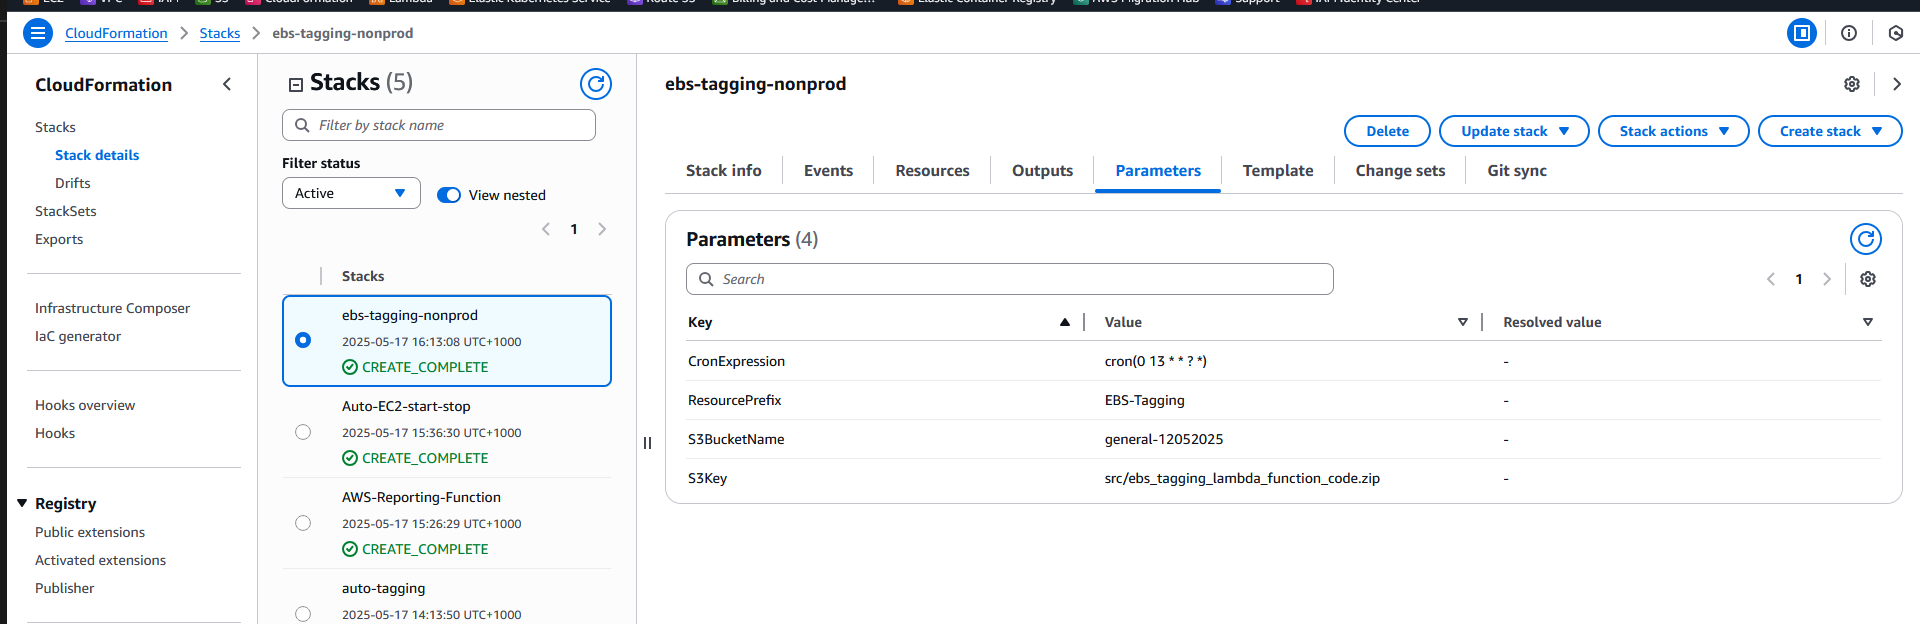 CloudFormation
Stacks
ebs-tagging-nonprod
CloudFormation
Stacks
Stack details
Drifts
StackSets
Exports
Infrastructure Composer
IaC generator
Hooks overview
Hooks
Registry
Public extensions
Activated extensions
Publisher
Stacks (5)
Filter by stack name
Filter status
Active
View nested
1
Stacks
ebs-tagging-nonprod
2025-05-17 16:13:08 UTC+1000
CREATE_COMPLETE
Auto-EC2-start-stop
2025-05-17 15:36:30 UTC+1000
CREATE_COMPLETE
AWS-Reporting-Function
2025-05-17 15:26:29 UTC+1000
CREATE_COMPLETE
auto-tagging
2025-05-17 14:13:50 UTC+1000
ebs-tagging-nonprod
Delete Update stack Stack actions Create stack
Stack info Events Resources Outputs Parameters Template Change sets Git sync
Parameters (4)
Search
1
Key Value Resolved value
CronExpression cron(0 13 * * ? *) -
ResourcePrefix EBS-Tagging -
S3BucketName general-12052025 -
S3Key src/ebs_tagging_lambda_function_code.zip -